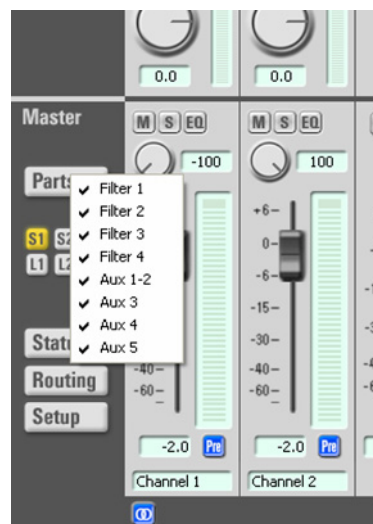 0.0
0.0
Master
M S EQ
M S EQ
Parts
-100
100
Filter 1
Filter 2
Filter 3
Filter 4
Aux 1-2
Aux 3
Aux 4
Aux 5
S1
L1
+6-
0-
-6-
-15-
-30-
-40-
-60-
-40-
-60-
Routing
Setup
-2.0 Pre
-2.0 Pre
Channel 1
Channel 2